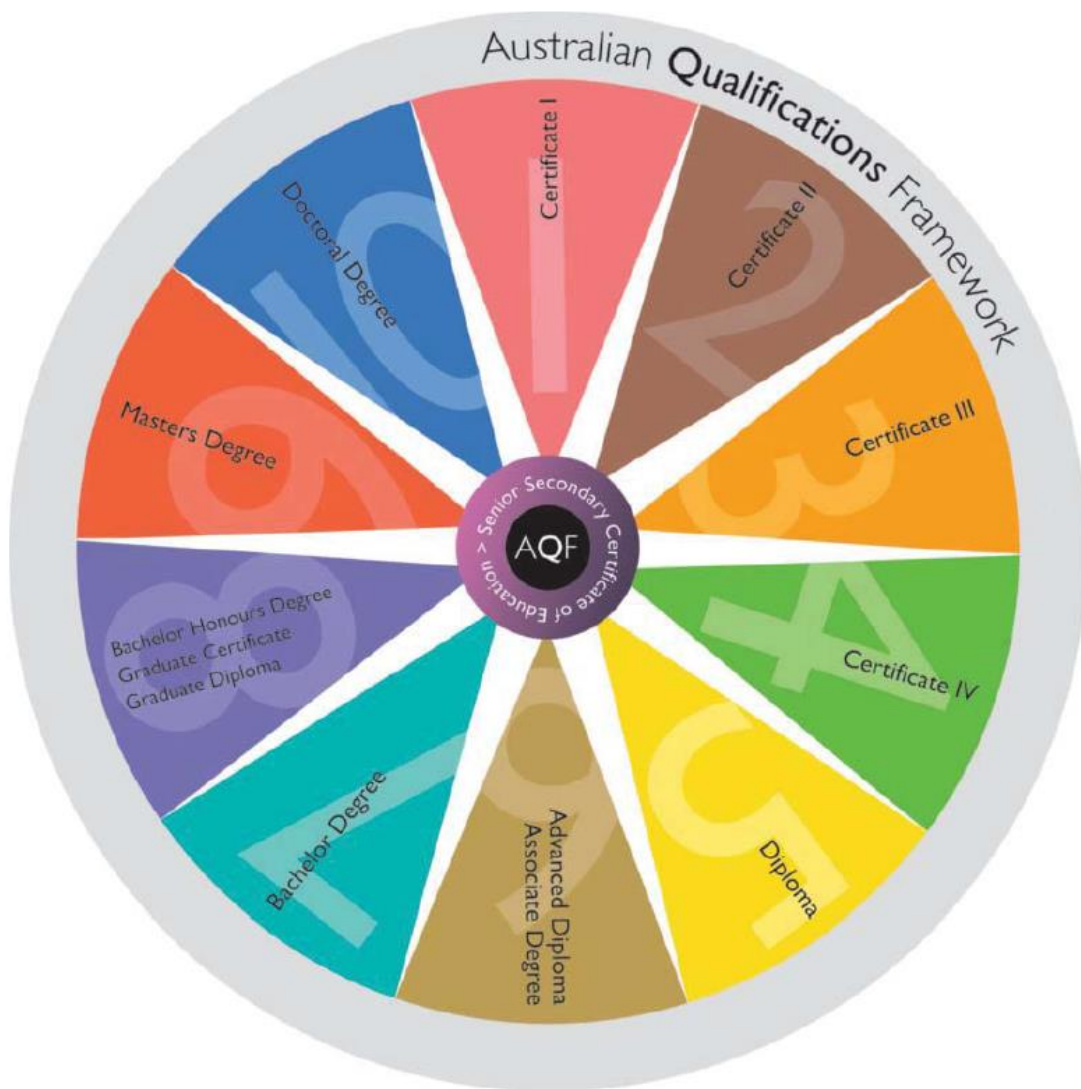 Australian Qualifications Framework
1
Certificate I
2
Certificate II
3
Certificate III
4
Certificate IV
5
Diploma
6
Advanced Diploma
Associate Degree
7
Bachelor Degree
8
Bachelor Honours Degree
Graduate Certificate
Graduate Diploma
9
Masters Degree
10
Doctoral Degree
Senior Secondary Certificate of Education >
AQF